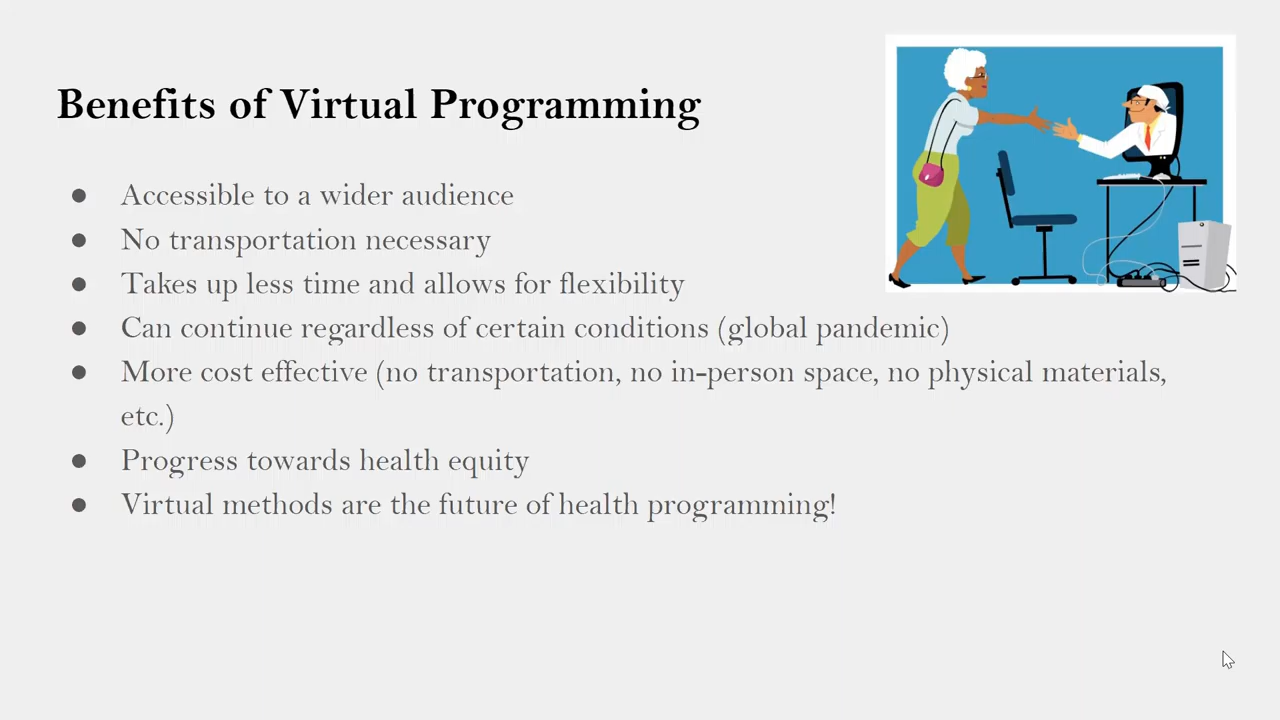 Benefits of Virtual Programming
● Accessible to a wider audience
● No transportation necessary
● Takes up less time and allows for flexibility
● Can continue regardless of certain conditions (global pandemic)
● More cost effective (no transportation, no in-person space, no physical materials,
etc.)
● Progress towards health equity
● Virtual methods are the future of health programming!